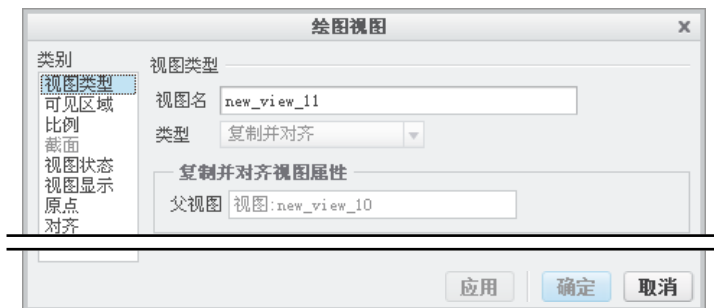 绘图视图
类别
视图类型
可见区域
比例
截面
视图状态
视图显示
原点
对齐
视图类型
视图名 new_view_11
类型 复制并对齐
复制并对齐视图属性
父视图 视图:new_view_10
应用 确定 取消